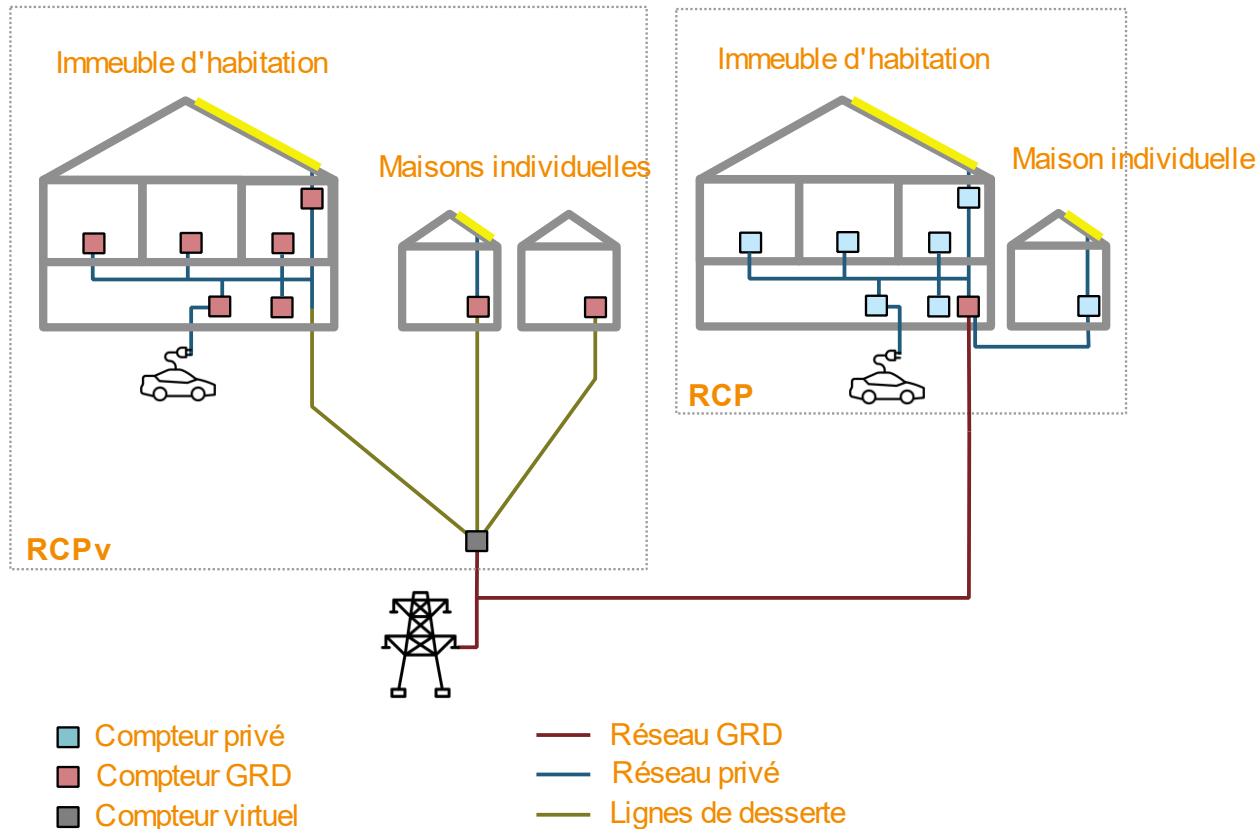 Immeuble d'habitation
Maisons individuelles
RCPv
Immeuble d'habitation
Maison individuelle
RCP
Compteur privé
Compteur GRD
Compteur virtuel
Réseau GRD
Réseau privé
Lignes de desserte